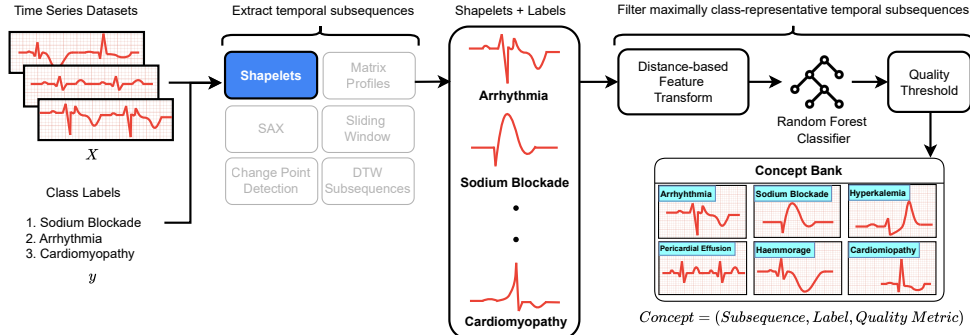 Time Series Datasets
X
Class Labels
1. Sodium Blockade
2. Arrhythmia
3. Cardiomyopathy
y
Extract temporal subsequences
Shapelets
Matrix
Profiles
SAX
Sliding
Window
Change Point
Detection
DTW
Subsequences
Shapelets + Labels
Arrhythmia
Sodium Blockade
Cardiomyopathy
Filter maximally class-representative temporal subsequences
Distance-based
Feature
Transform
Random Forest
Classifier
Quality
Threshold
Concept Bank
Arrhyhthmia
Sodium Blockade
Hyperkalemia
Pericardial Effusion
Haemmorage
Cardiomiopathy
Concept = (Subsequence, Label, Quality Metric)